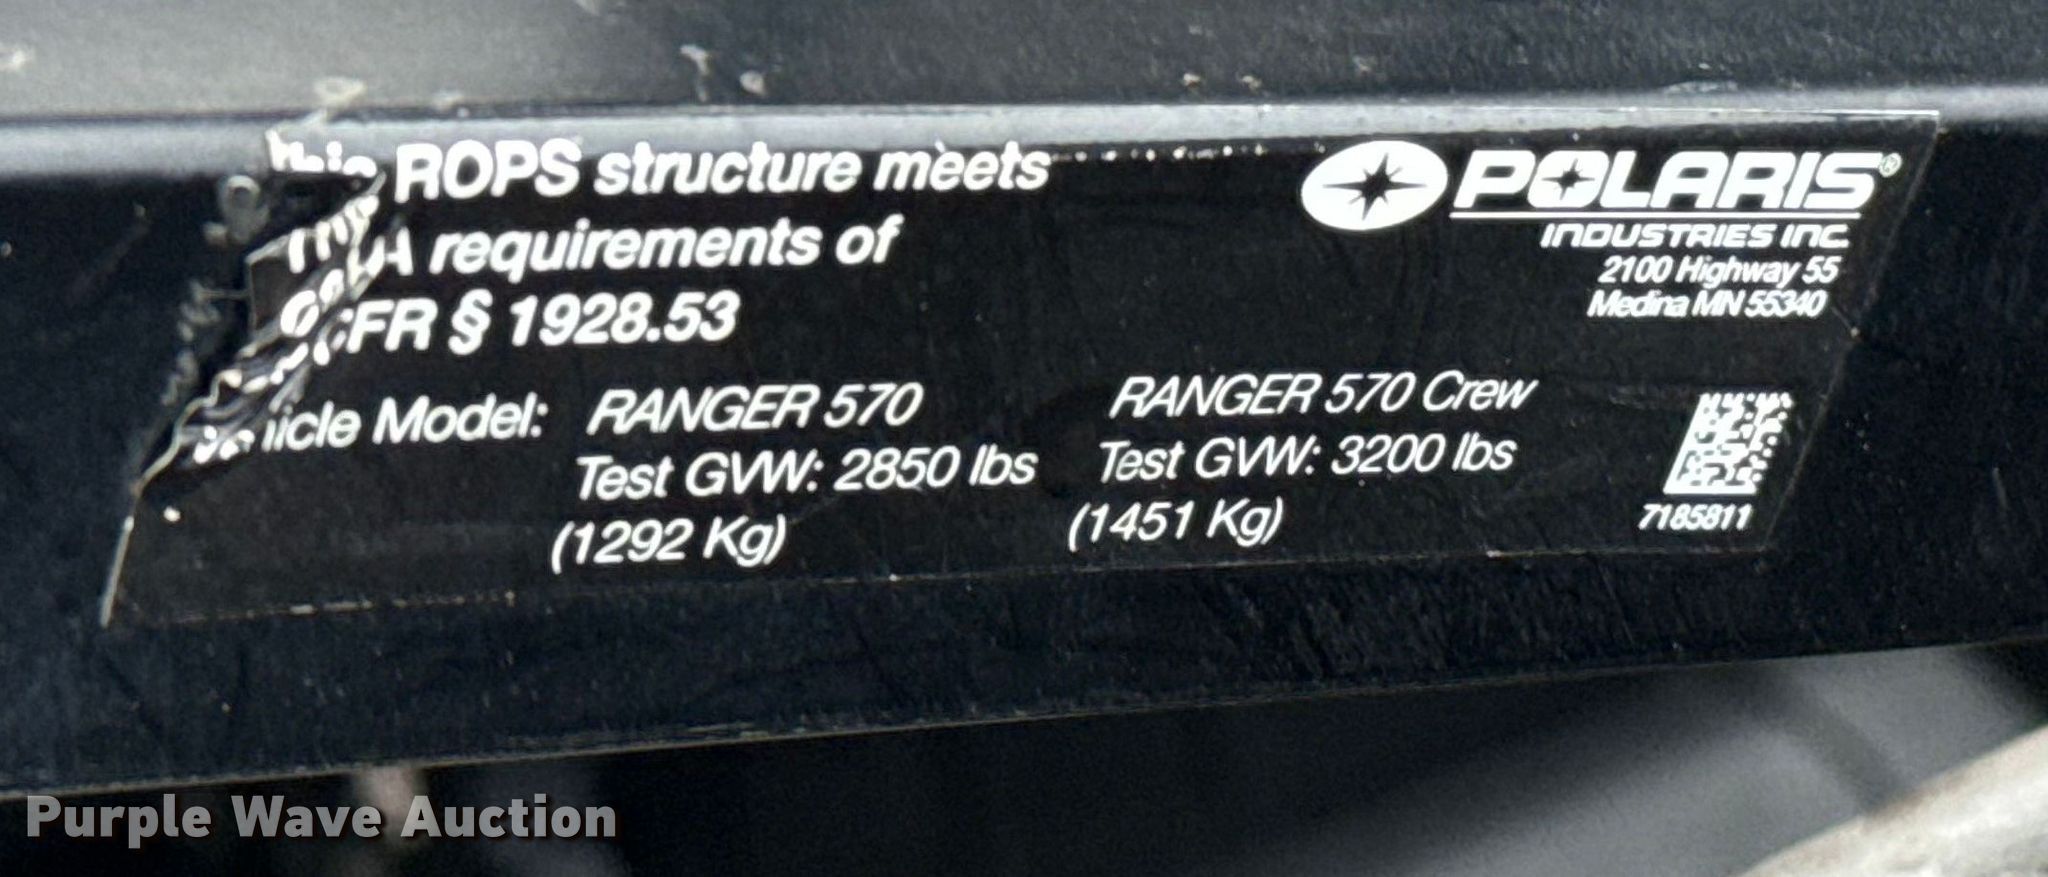 ROPS structure meets
requirements of
CFR § 1928.53
Model:
RANGER 570
Test GVW: 2850 lbs
(1292 Kg)
RANGER 570 Crew
Test GVW: 3200 lbs
(1451 Kg)
POLARIS®
INDUSTRIES INC.
2100 Highway 55
Medina MN 55340
7185811
Purple Wave Auction